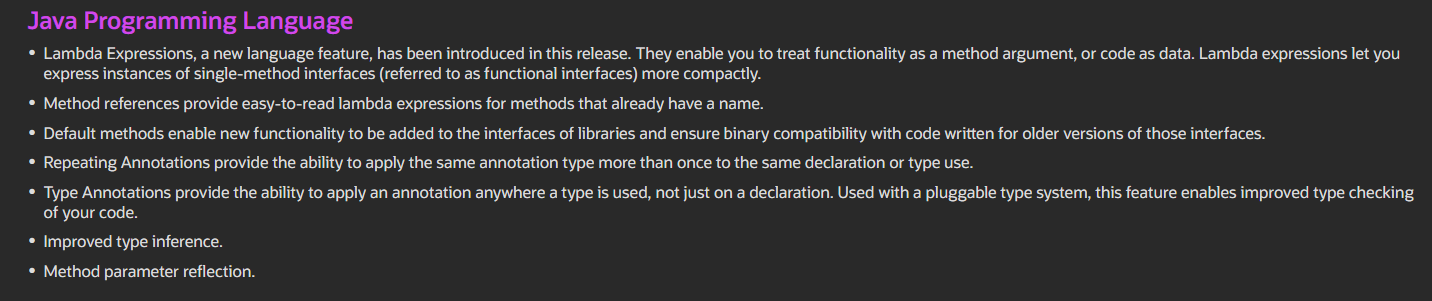 Java Programming Language
• Lambda Expressions, a new language feature, has been introduced in this release. They enable you to treat functionality as a method argument, or code as data. Lambda expressions let you
express instances of single-method interfaces (referred to as functional interfaces) more compactly.
• Method references provide easy-to-read lambda expressions for methods that already have a name.
• Default methods enable new functionality to be added to the interfaces of libraries and ensure binary compatibility with code written for older versions of those interfaces.
• Repeating Annotations provide the ability to apply the same annotation type more than once to the same declaration or type use.
• Type Annotations provide the ability to apply an annotation anywhere a type is used, not just on a declaration. Used with a pluggable type system, this feature enables improved type checking
of your code.
• Improved type inference.
• Method parameter reflection.